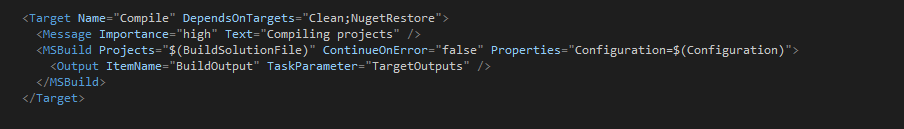 <Target Name="Compile" DependsOnTargets="Clean;NugetRestore">
<Message Importance="high" Text="Compiling projects" />
<MSBuild Projects="$(BuildSolutionFile)" ContinueOnError="false" Properties="Configuration=$(Configuration)">
<Output ItemName="BuildOutput" TaskParameter="TargetOutputs" />
</MSBuild>
</Target>